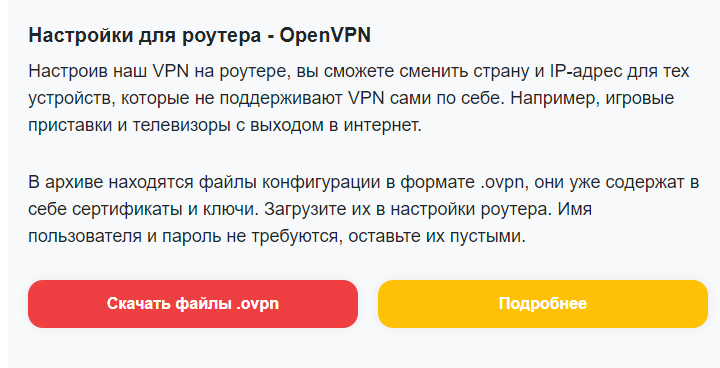 Настройки для роутера - OpenVPN
Настроив наш VPN на роутере, вы сможете сменить страну и IP-адрес для тех
устройств, которые не поддерживают VPN сами по себе. Например, игровые
приставки и телевизоры с выходом в интернет.
В архиве находятся файлы конфигурации в формате .ovpn, они уже содержат в
себе сертификаты и ключи. Загрузите их в настройки роутера. Имя
пользователя и пароль не требуются, оставьте их пустыми.
Скачать файлы .ovpn
Подробнее